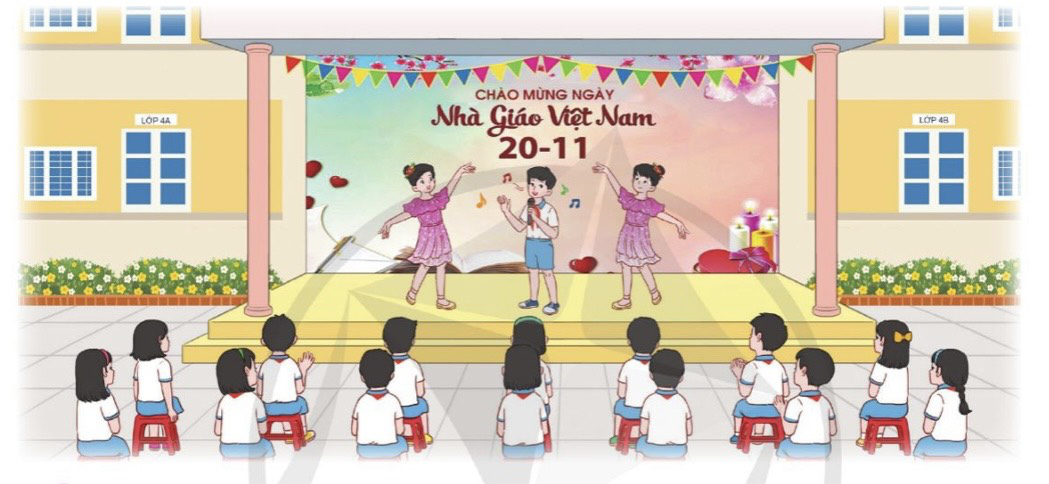 CHÀO MỪNG NGÀY
Nhà Giáo Việt Nam
20-11
LỚP 4A
LỚP 4B